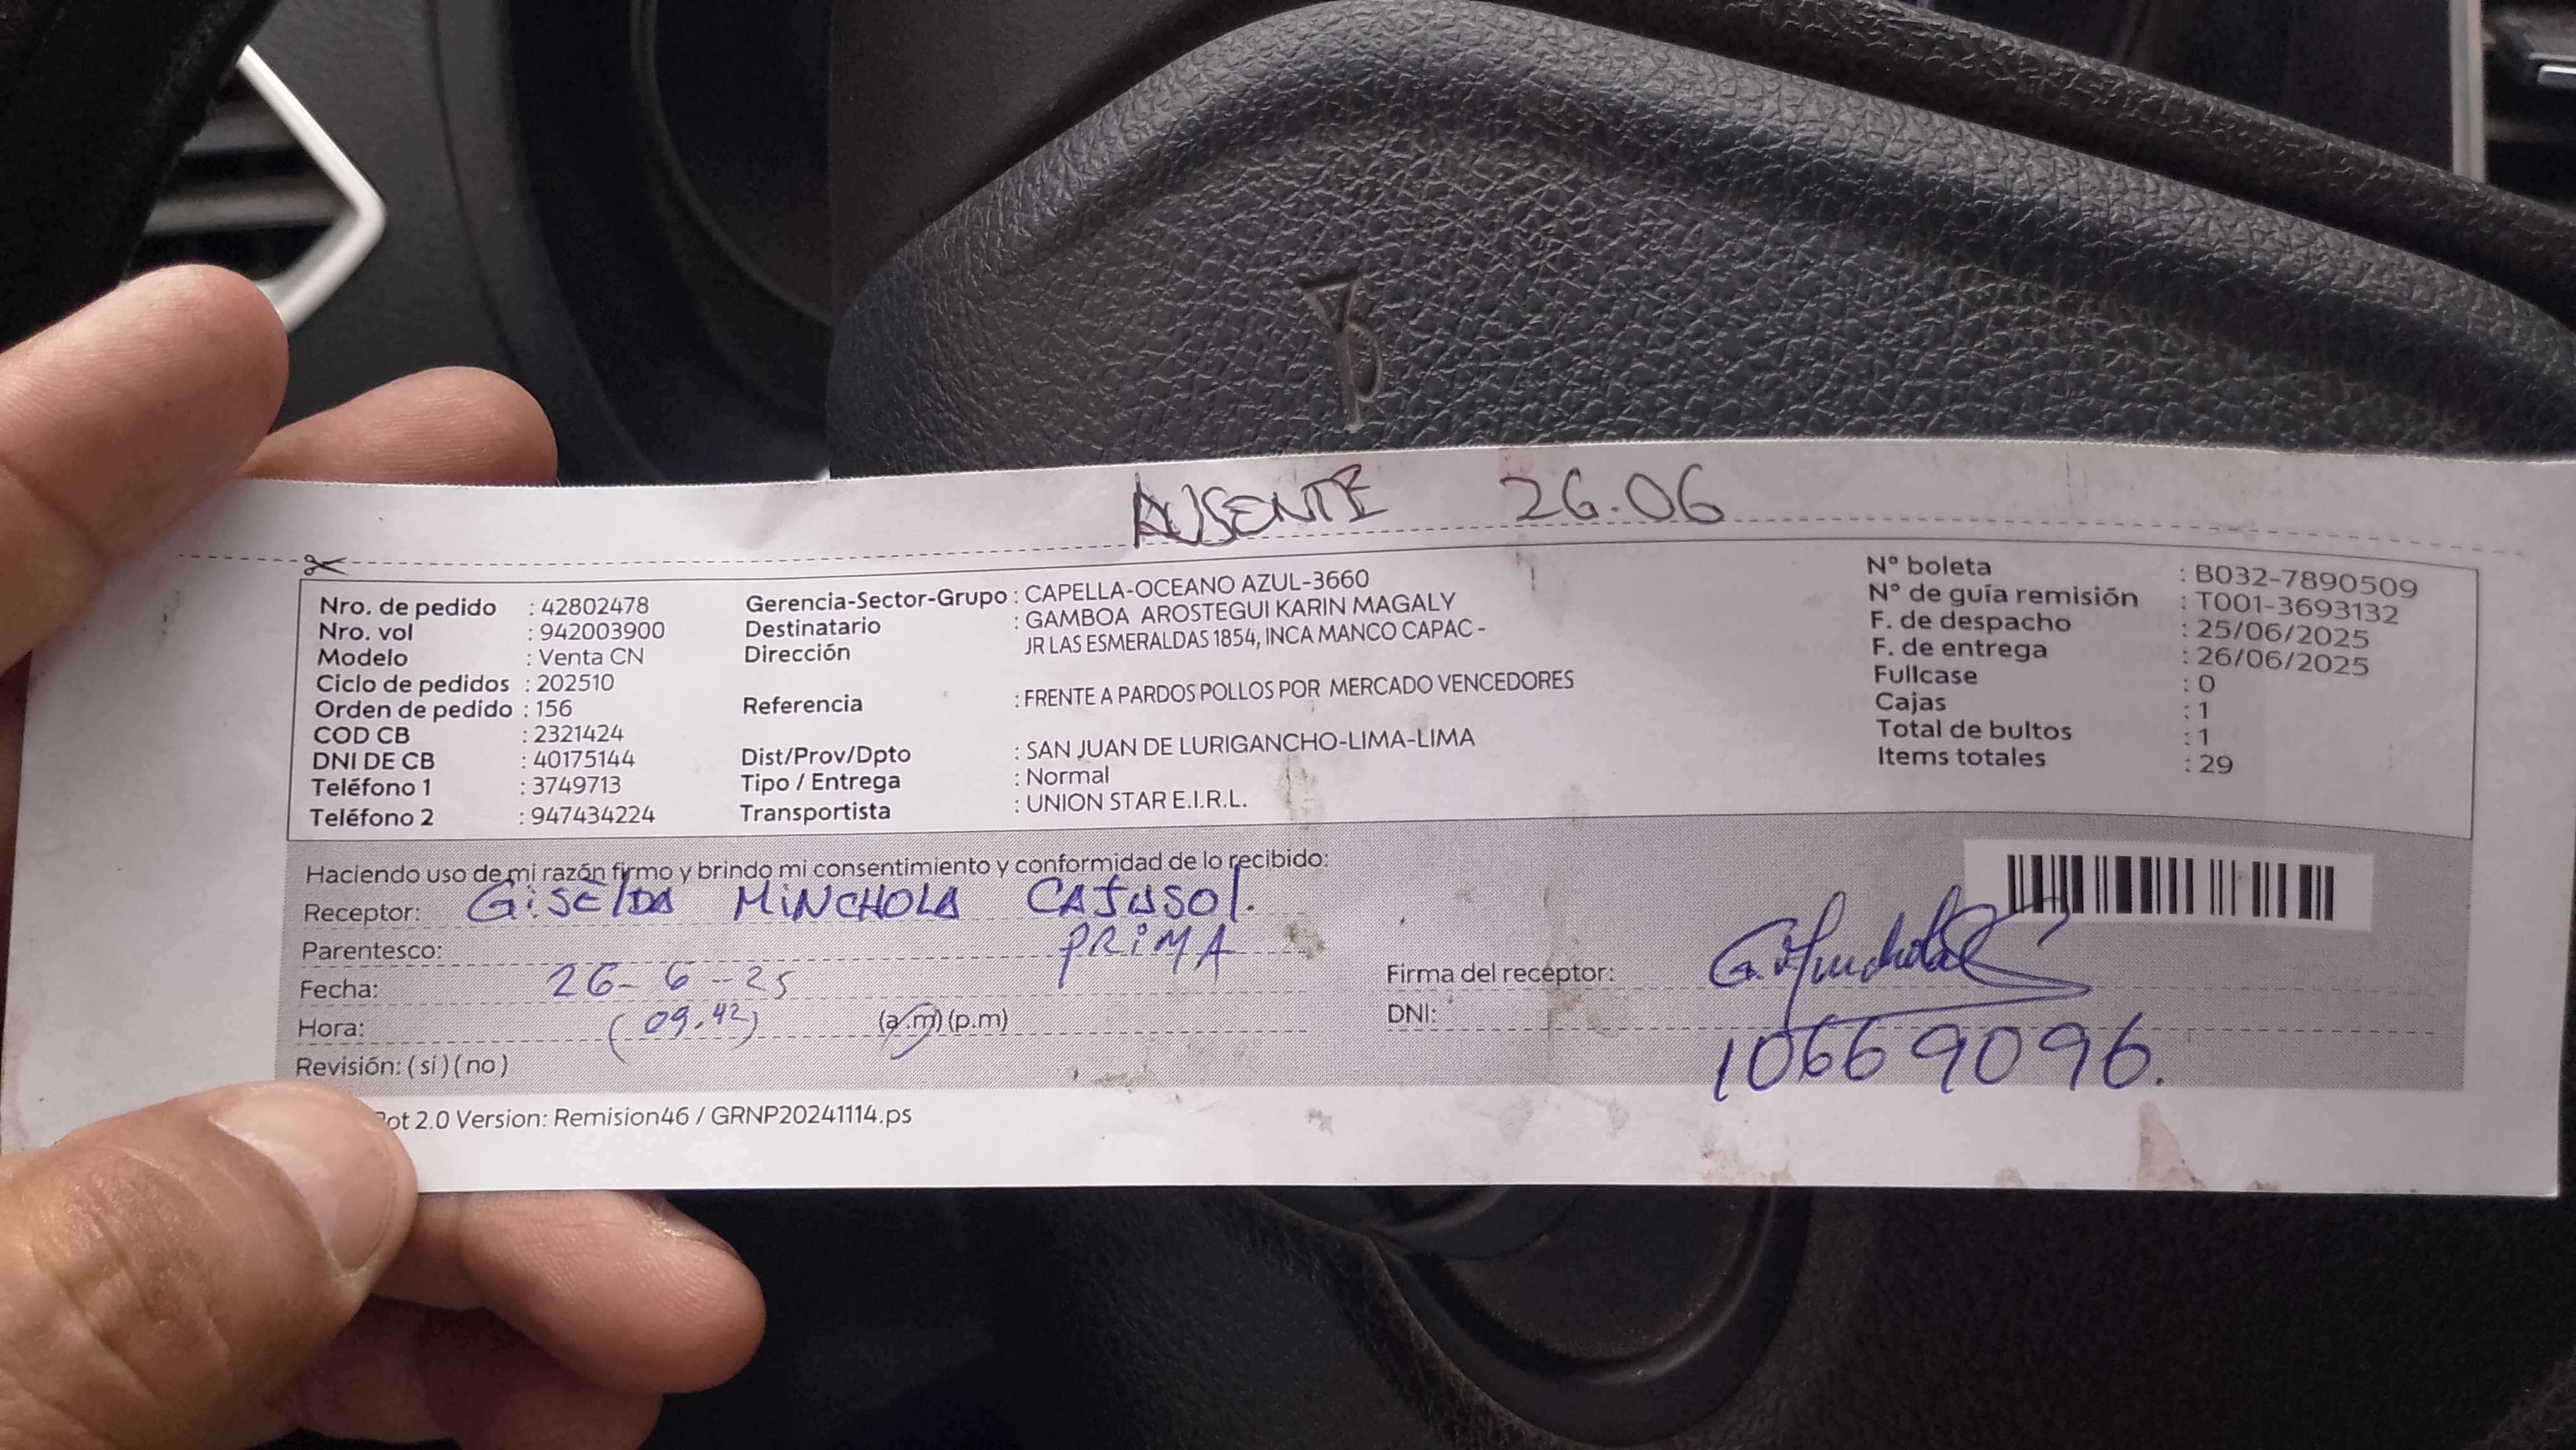 AUSENTE 26.06
Nro. de pedido : 42802478
Nro. vol : 942003900
Modelo : Venta CN
Ciclo de pedidos : 202510
Orden de pedido : 156
COD CB : 2321424
DNI DE CB : 40175144
Teléfono 1 : 3749713
Teléfono 2 : 947434224
Gerencia-Sector-Grupo : CAPELLA-OCEANO AZUL-3660
Destinatario : GAMBOA AROSTEGUI KARIN MAGALY
Dirección JR LAS ESMERALDAS 1854, INCA MANCO CAPAC -
Referencia : FRENTE A PARDOS POLLOS POR MERCADO VENCEDORES
Dist/Prov/Dpto : SAN JUAN DE LURIGANCHO-LIMA-LIMA
Tipo / Entrega : Normal
Transportista : UNION STAR E.I.R.L.
N° boleta : B032-7890509
N° de guía remisión : T001-3693132
F. de despacho : 25/06/2025
F. de entrega : 26/06/2025
Fullcase : 0
Cajas : 1
Total de bultos : 1
Items totales : 29
Haciendo uso de mi razón firmo y brindo mi consentimiento y conformidad de lo recibido:
Receptor: GiSElDA MiNCHOLA CAJUSOl.
Parentesco: PRiMA
Fecha: 26-6-25
Hora: (09.42) (a.m) (p.m)
Revisión: (si) (no)
Firma del receptor:
DNI: 10669096.
ot 2.0 Version: Remision46 / GRNP20241114.ps